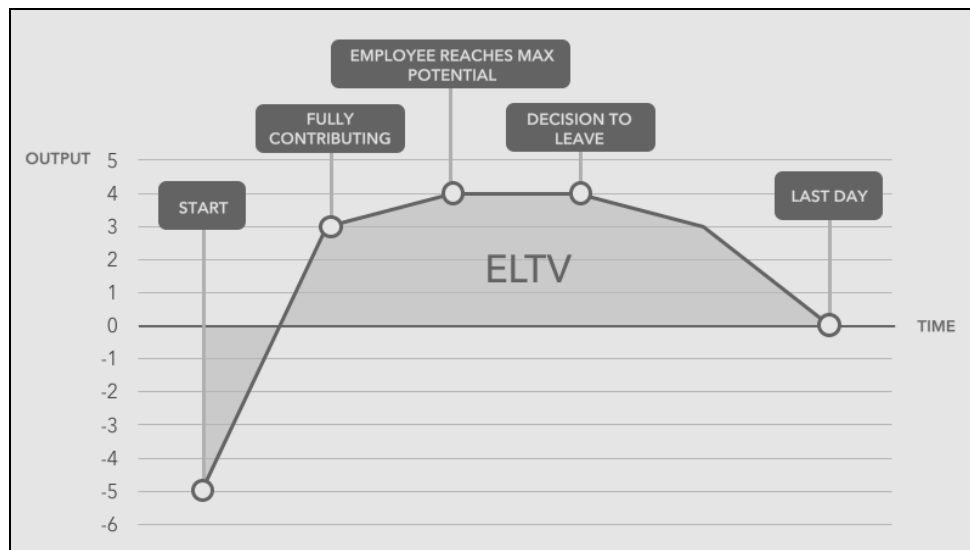 EMPLOYEE REACHES MAX
POTENTIAL
FULLY
CONTRIBUTING
DECISION TO
LEAVE
OUTPUT
5
START
LAST DAY
4
3
2
ELTV
1
0
TIME
-1
-2
-3
-4
-5
-6